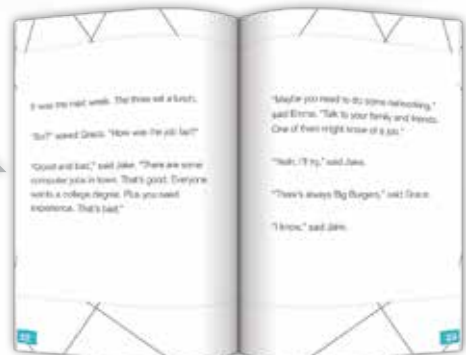 It was the next week. The three sat a lunch.
"So?" asked Grace. "How was the job fair?"
"Good and bad," said Jake. "There are some
computer jobs in town. That's good. Everyone
wants a college degree. Plus you need
experience. That's bad."
"Maybe you need to do some networking,"
said Emma. "Talk to your family and friends.
One of them might know of a job."
"Yeah, I'll try," said Jake.
"There's always Big Burgers," said Grace.
"I know," said Jake.